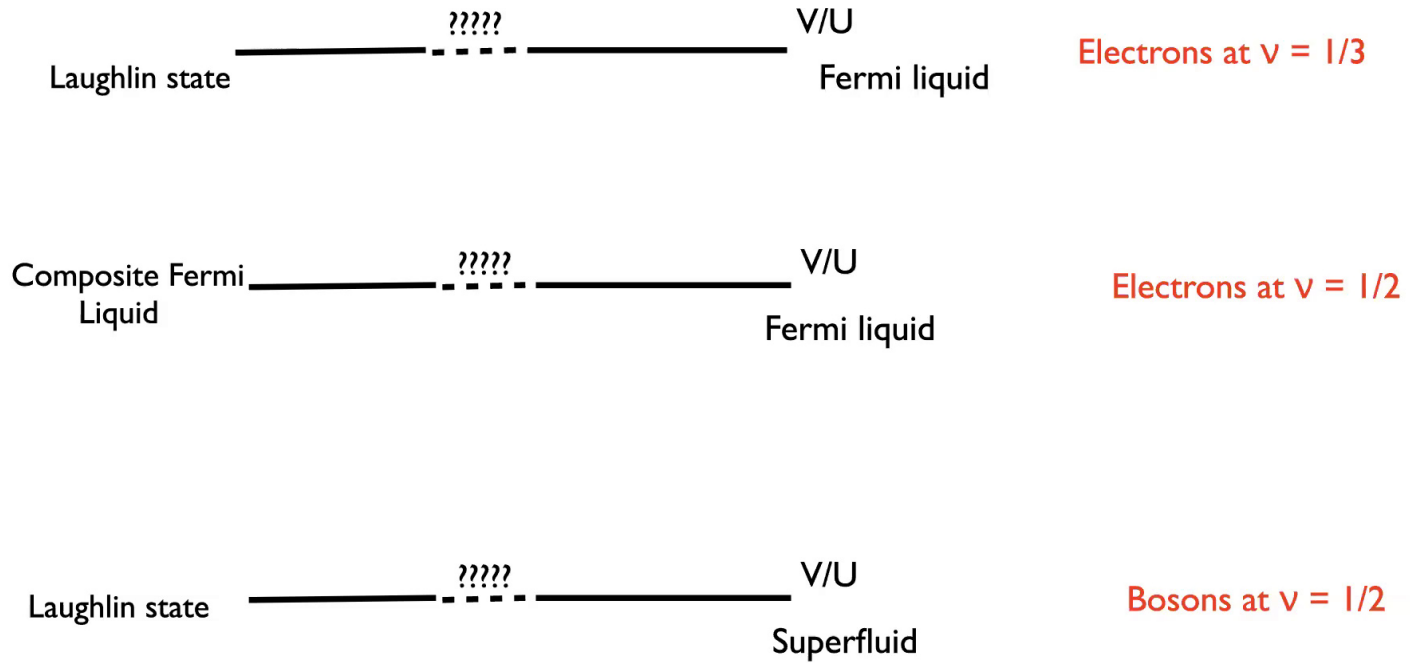 ????? V/U
Laughlin state Fermi liquid Electrons at ν = 1/3
Composite Fermi
Liquid
????? V/U
Fermi liquid Electrons at ν = 1/2
????? V/U
Laughlin state Superfluid Bosons at ν = 1/2